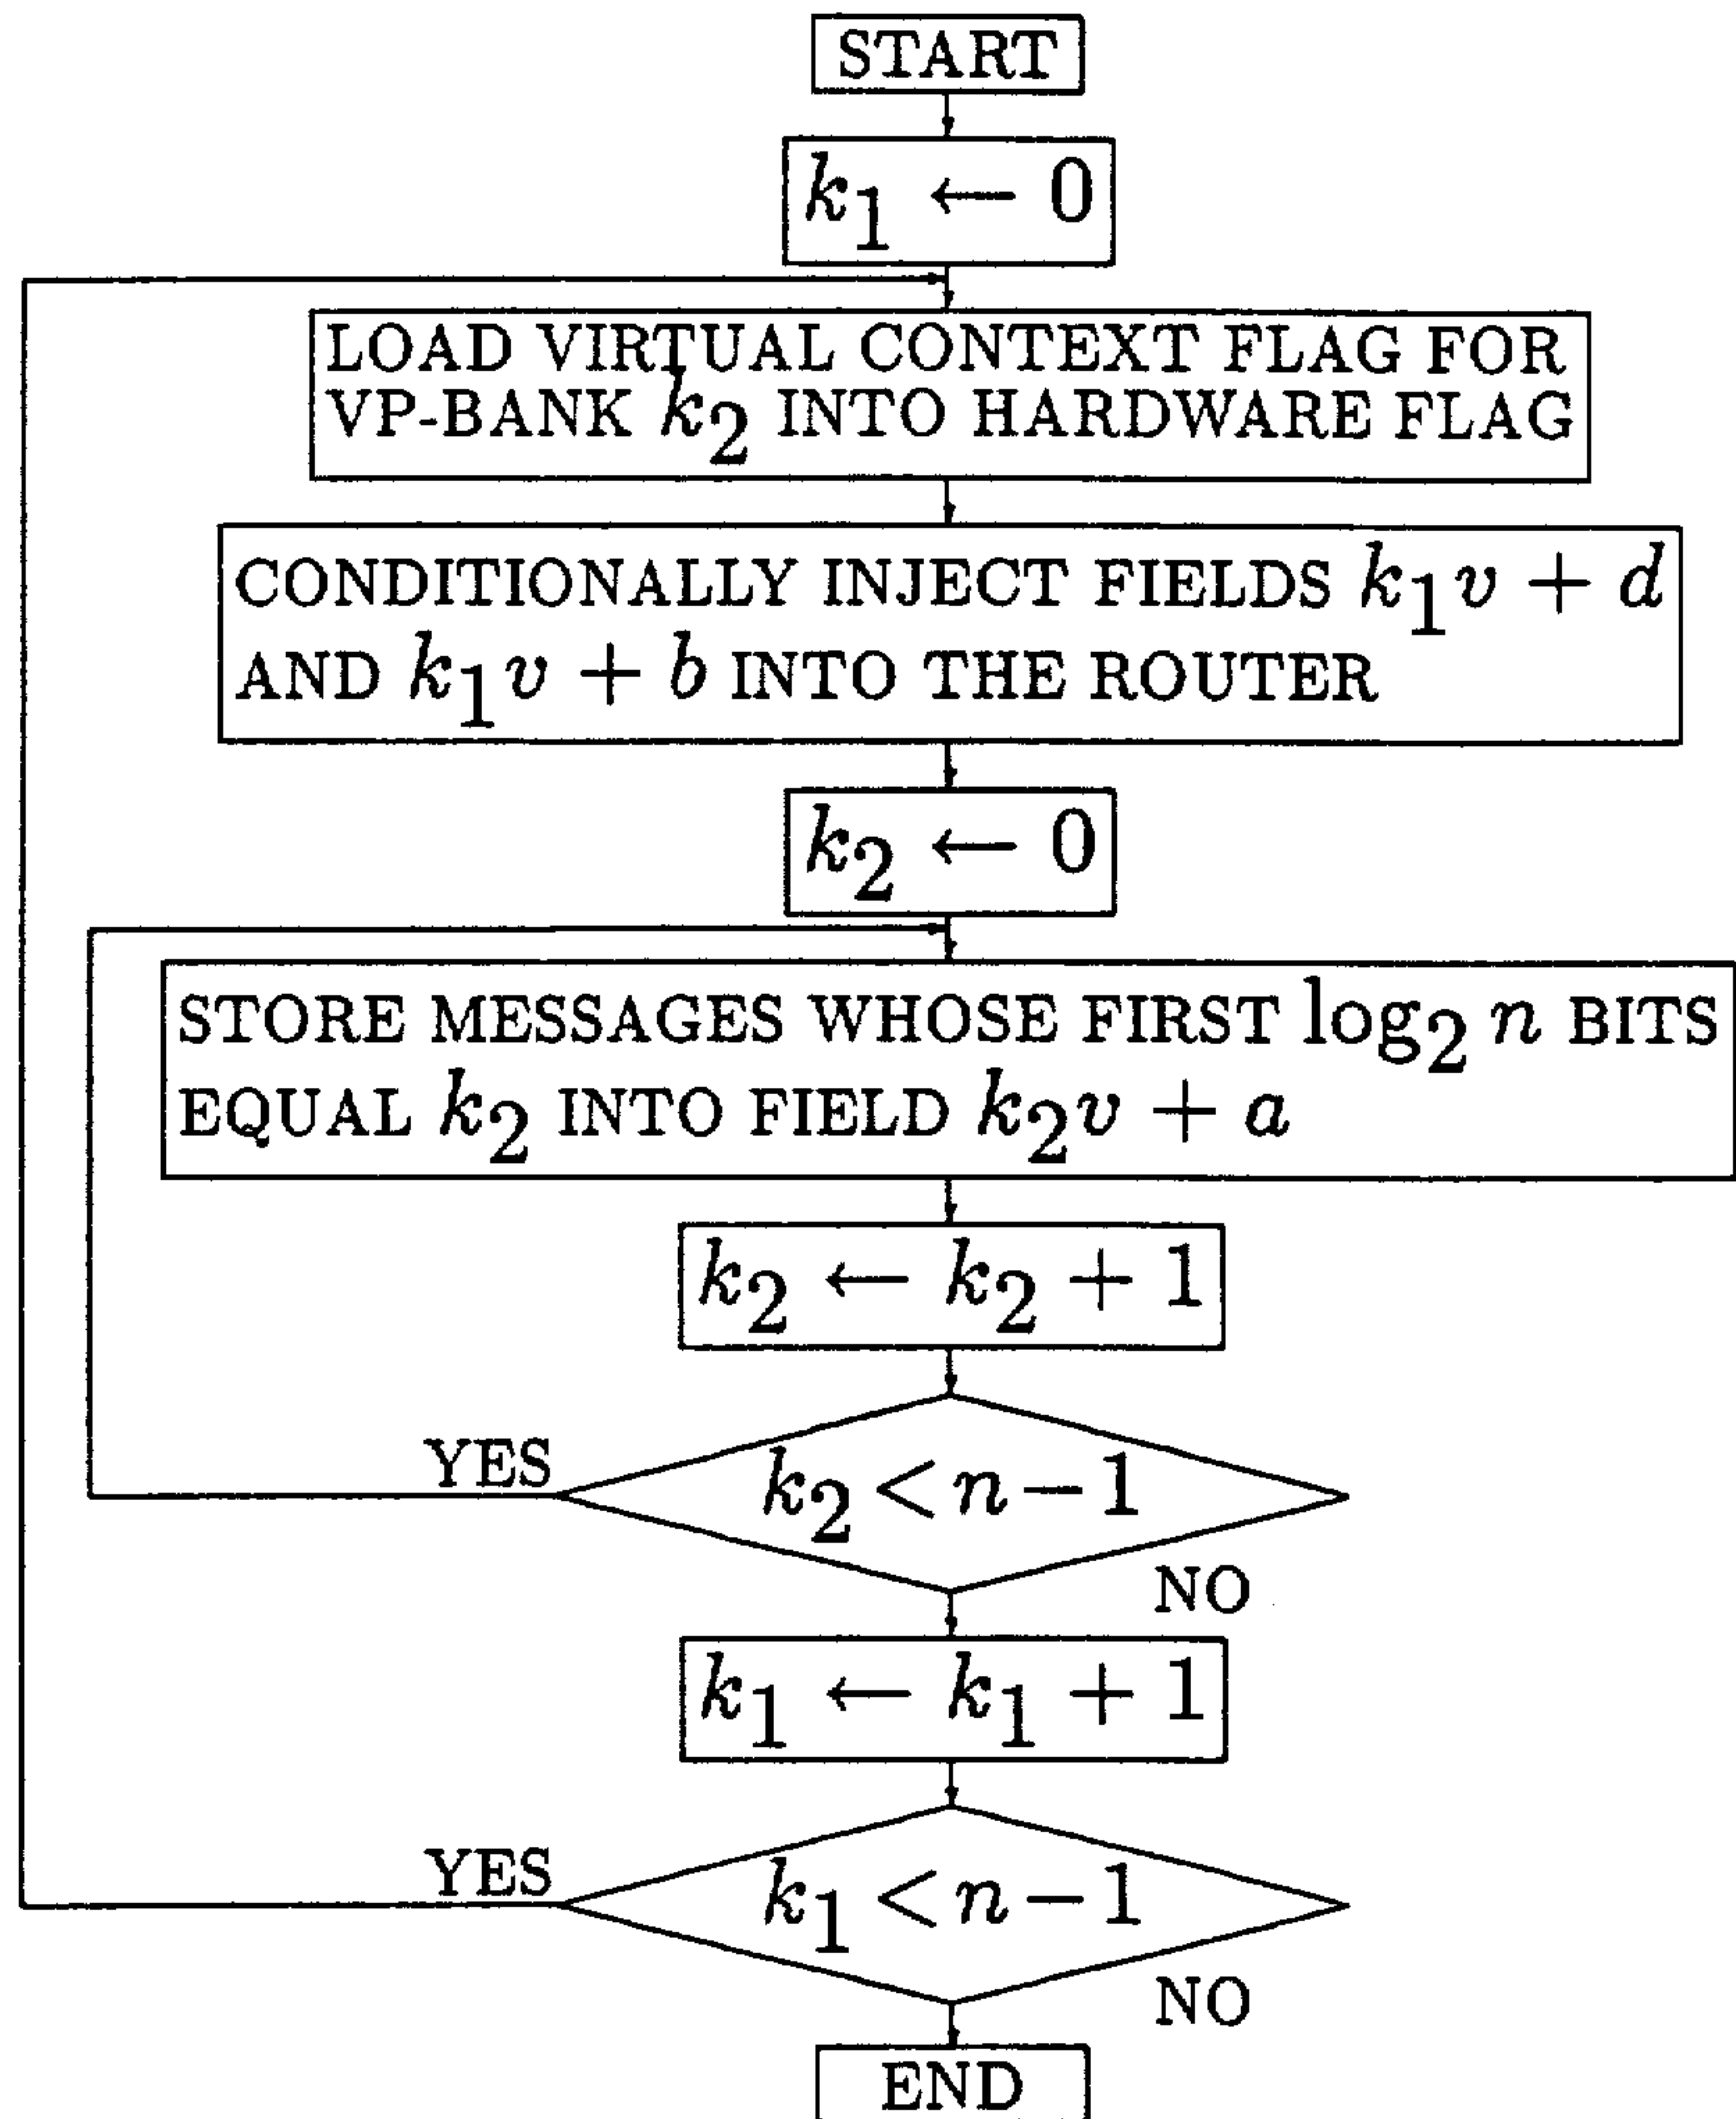 START
k₁ ← 0
LOAD VIRTUAL CONTEXT FLAG FOR
VP-BANK k₂ INTO HARDWARE FLAG
CONDITIONALLY INJECT FIELDS k₁v + d
AND k₁v + b INTO THE ROUTER
k₂ ← 0
STORE MESSAGES WHOSE FIRST log₂ n BITS
EQUAL k₂ INTO FIELD k₂v + a
k₂ ← k₂ + 1
YES
k₂ < n − 1
NO
k₁ ← k₁ + 1
YES
k₁ < n − 1
NO
END